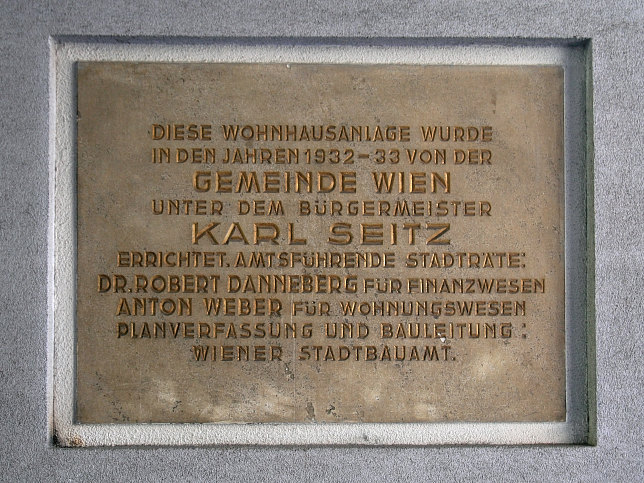 DIESE WOHNHAUSANLAGE WURDE
IN DEN JAHREN 1932–33 VON DER
GEMEINDE WIEN
UNTER DEM BÜRGERMEISTER
KARL SEITZ
ERRICHTET. AMTSFÜHRENDE STADTRÄTE:
DR. ROBERT DANNEBERG FÜR FINANZWESEN
ANTON WEBER FÜR WOHNUNGSWESEN
PLANVERFASSUNG UND BAULEITUNG:
WIENER STADTBAUAMT.